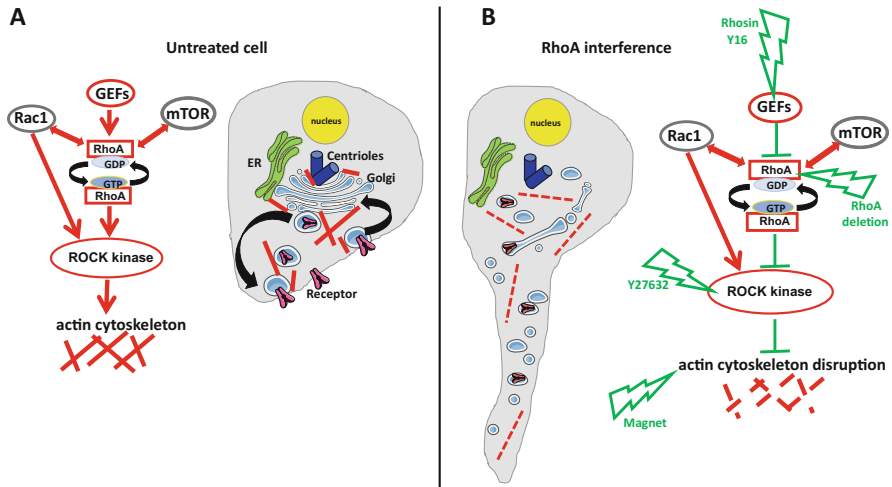 A
Untreated cell
GEFs
Rac1
mTOR
RhoA
GDP
GTP
RhoA
ROCK kinase
actin cytoskeleton
nucleus
ER
Centrioles
Golgi
Receptor
B
RhoA interference
nucleus
Rhosin
Y16
GEFs
Rac1
mTOR
RhoA
GDP
GTP
RhoA
RhoA
deletion
Y27632
ROCK kinase
actin cytoskeleton disruption
Magnet